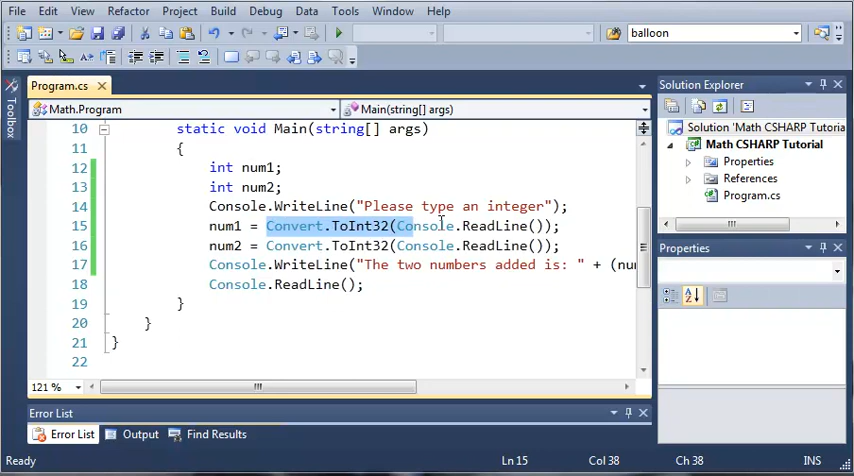 File Edit View Refactor Project Build Debug Data Tools Test Window Help
balloon
Toolbox
Program.cs
Math.Program Main(string[] args)
10 static void Main(string[] args)
11 {
12 int num1;
13 int num2;
14 Console.WriteLine("Please type an integer");
15 num1 = Convert.ToInt32(Console.ReadLine());
16 num2 = Convert.ToInt32(Console.ReadLine());
17 Console.WriteLine("The two numbers added is: " + (nu
18 Console.ReadLine();
19 }
20 }
21 }
22
121 %
Solution Explorer
Solution 'Math CSHARP Tutoria
Math CSHARP Tutorial
Properties
References
Program.cs
Properties
Error List
Error List Output Find Results
Ready Ln 15 Col 38 Ch 38 INS